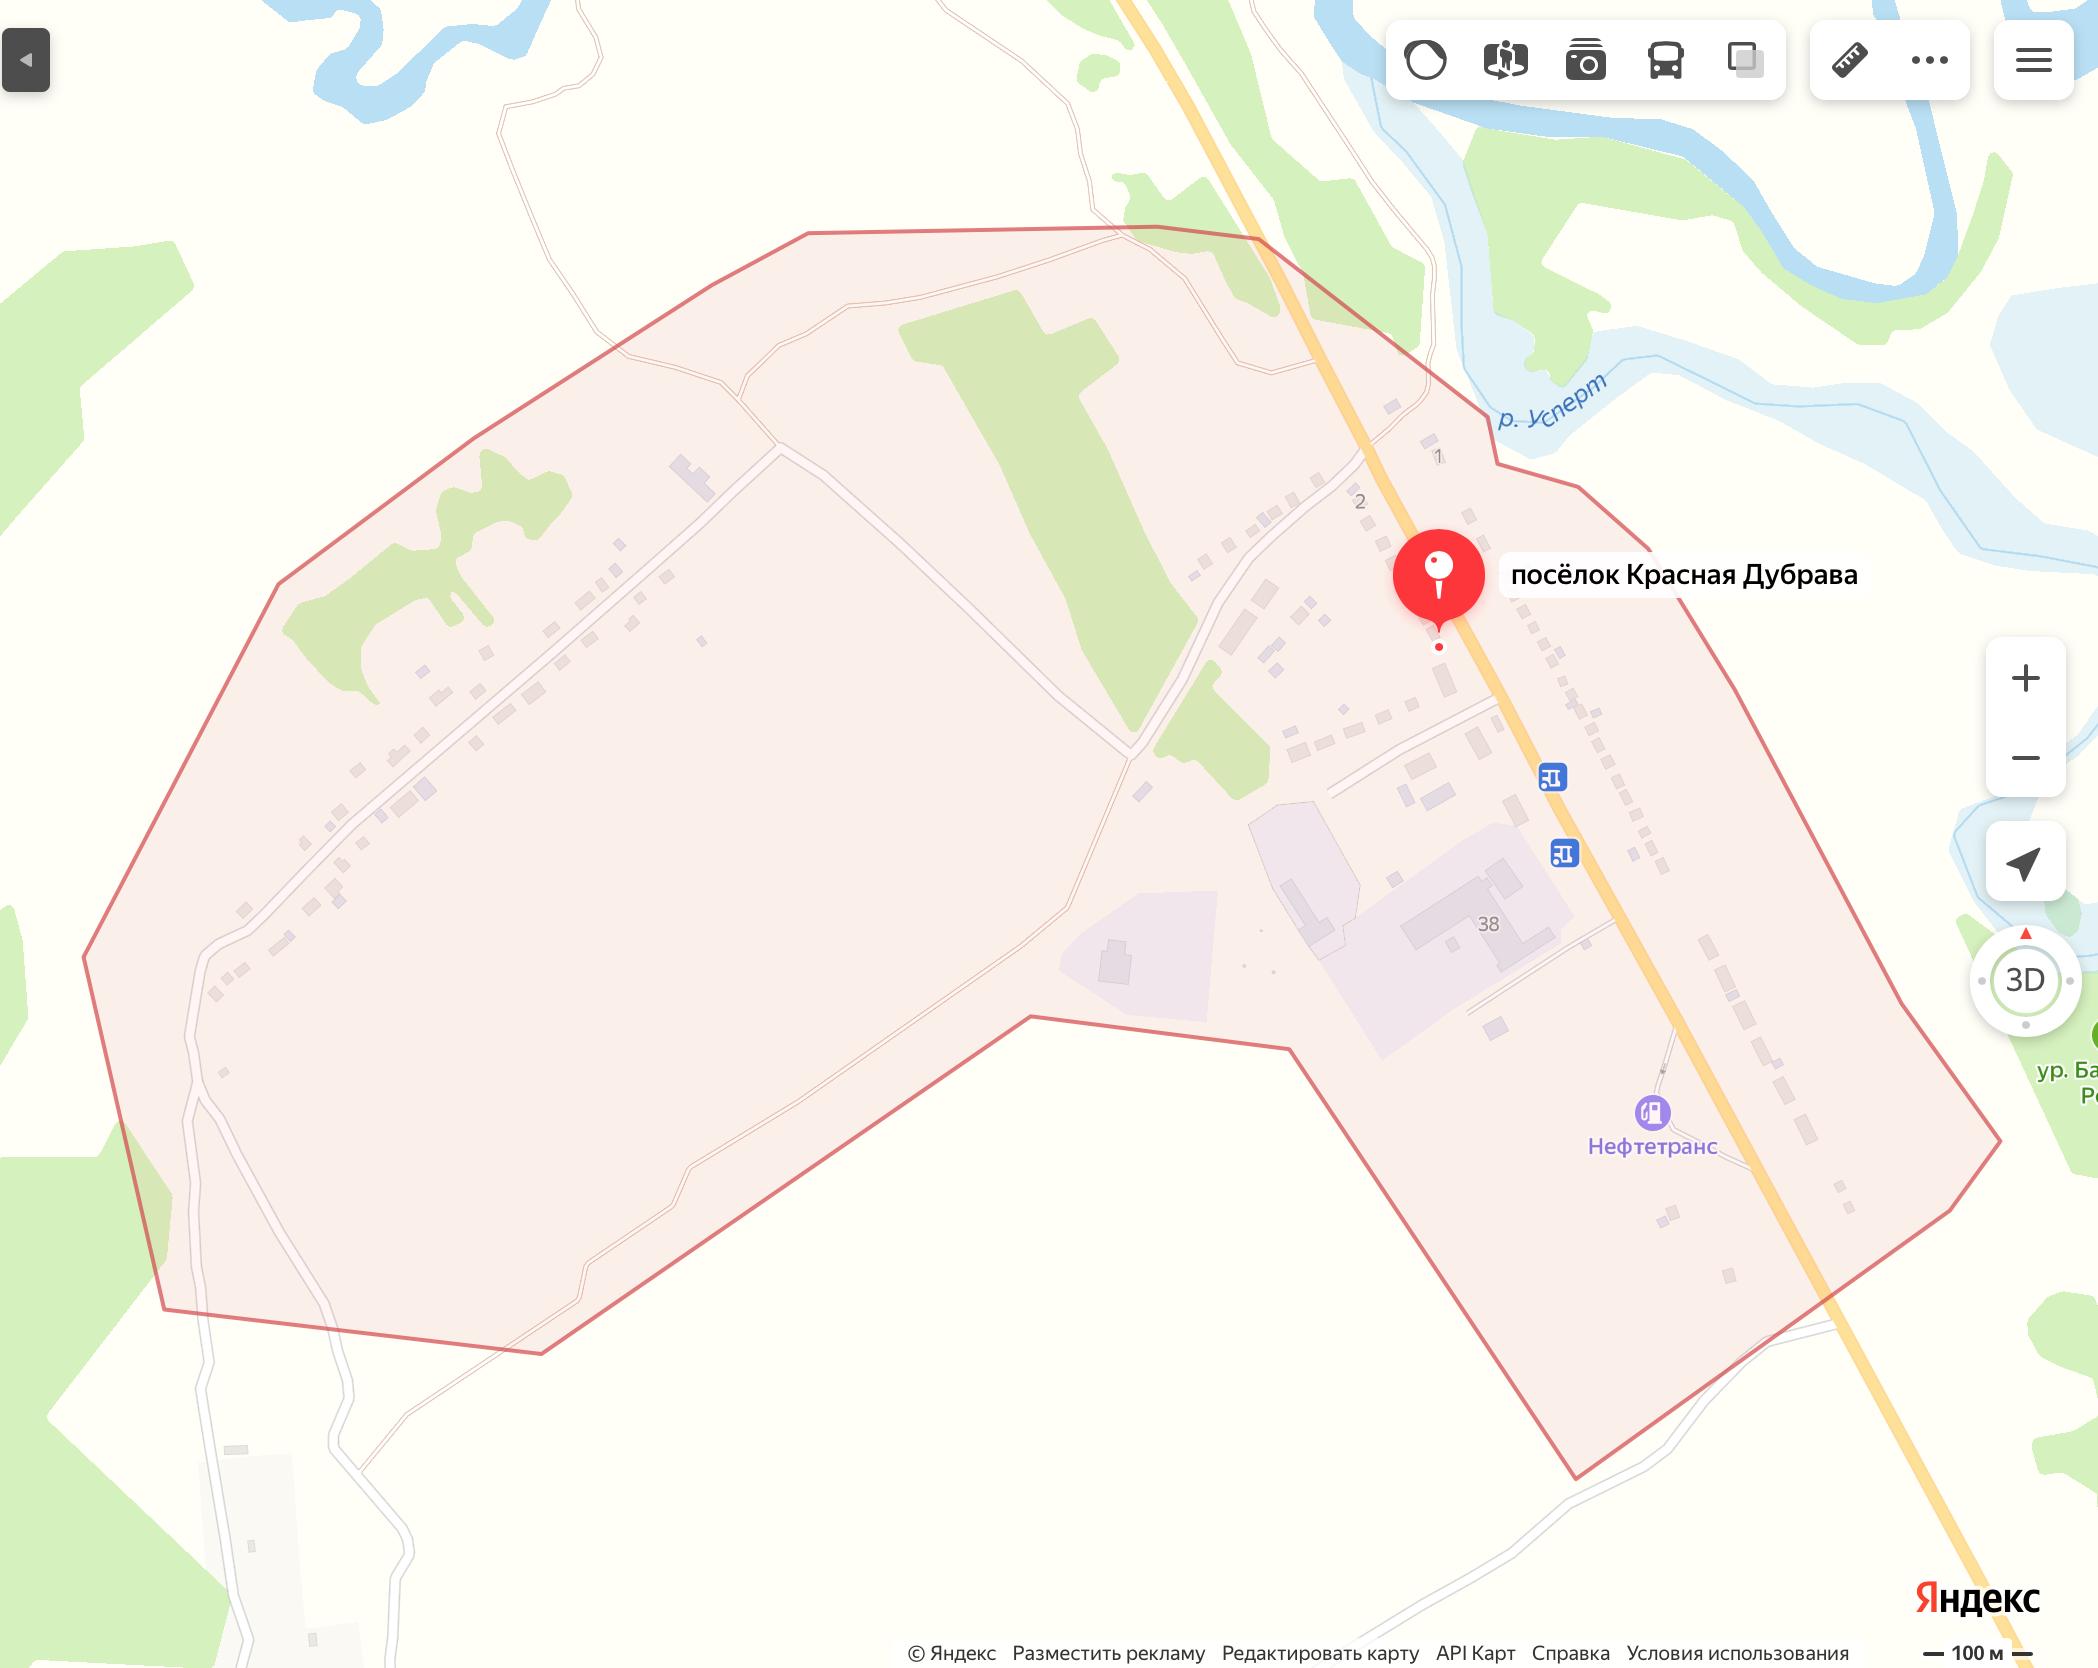 р. Усперт
1
2
посёлок Красная Дубрава
38
3D
ур. Ба
Нефтетранс
Яндекс
© Яндекс Разместить рекламу Редактировать карту API Карт Справка Условия использования 100 м